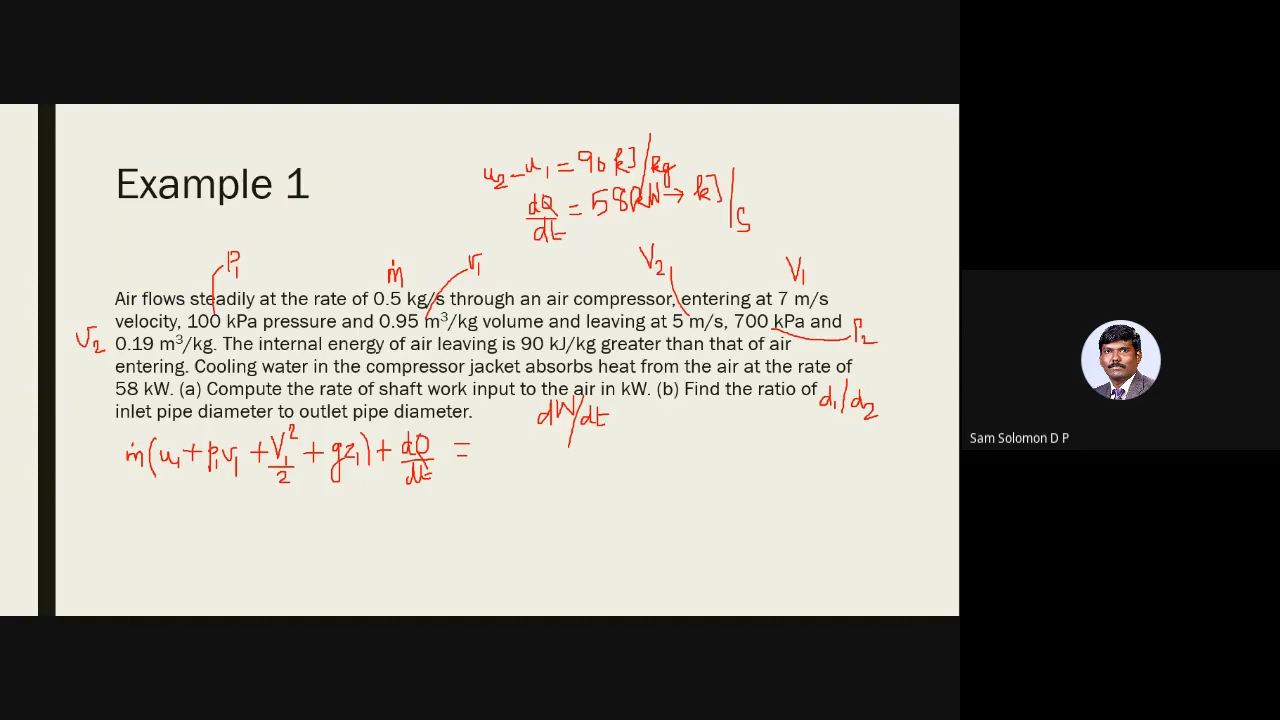 Example 1
u₂ - u₁ = 90 kJ/kg
dQ/dt = 58 kW → kJ/S
P₁ ṁ v₁ V₂ V₁
Air flows steadily at the rate of 0.5 kg/s through an air compressor, entering at 7 m/s
velocity, 100 kPa pressure and 0.95 m³/kg volume and leaving at 5 m/s, 700 kPa and
P₂
v₂
0.19 m³/kg. The internal energy of air leaving is 90 kJ/kg greater than that of air
entering. Cooling water in the compressor jacket absorbs heat from the air at the rate of
58 kW. (a) Compute the rate of shaft work input to the air in kW. (b) Find the ratio of
d₁/d₂
inlet pipe diameter to outlet pipe diameter.
dW/dt
ṁ(u₁ + p₁v₁ + V₁²/2 + gz₁) + dQ/dt =
Sam Solomon D P